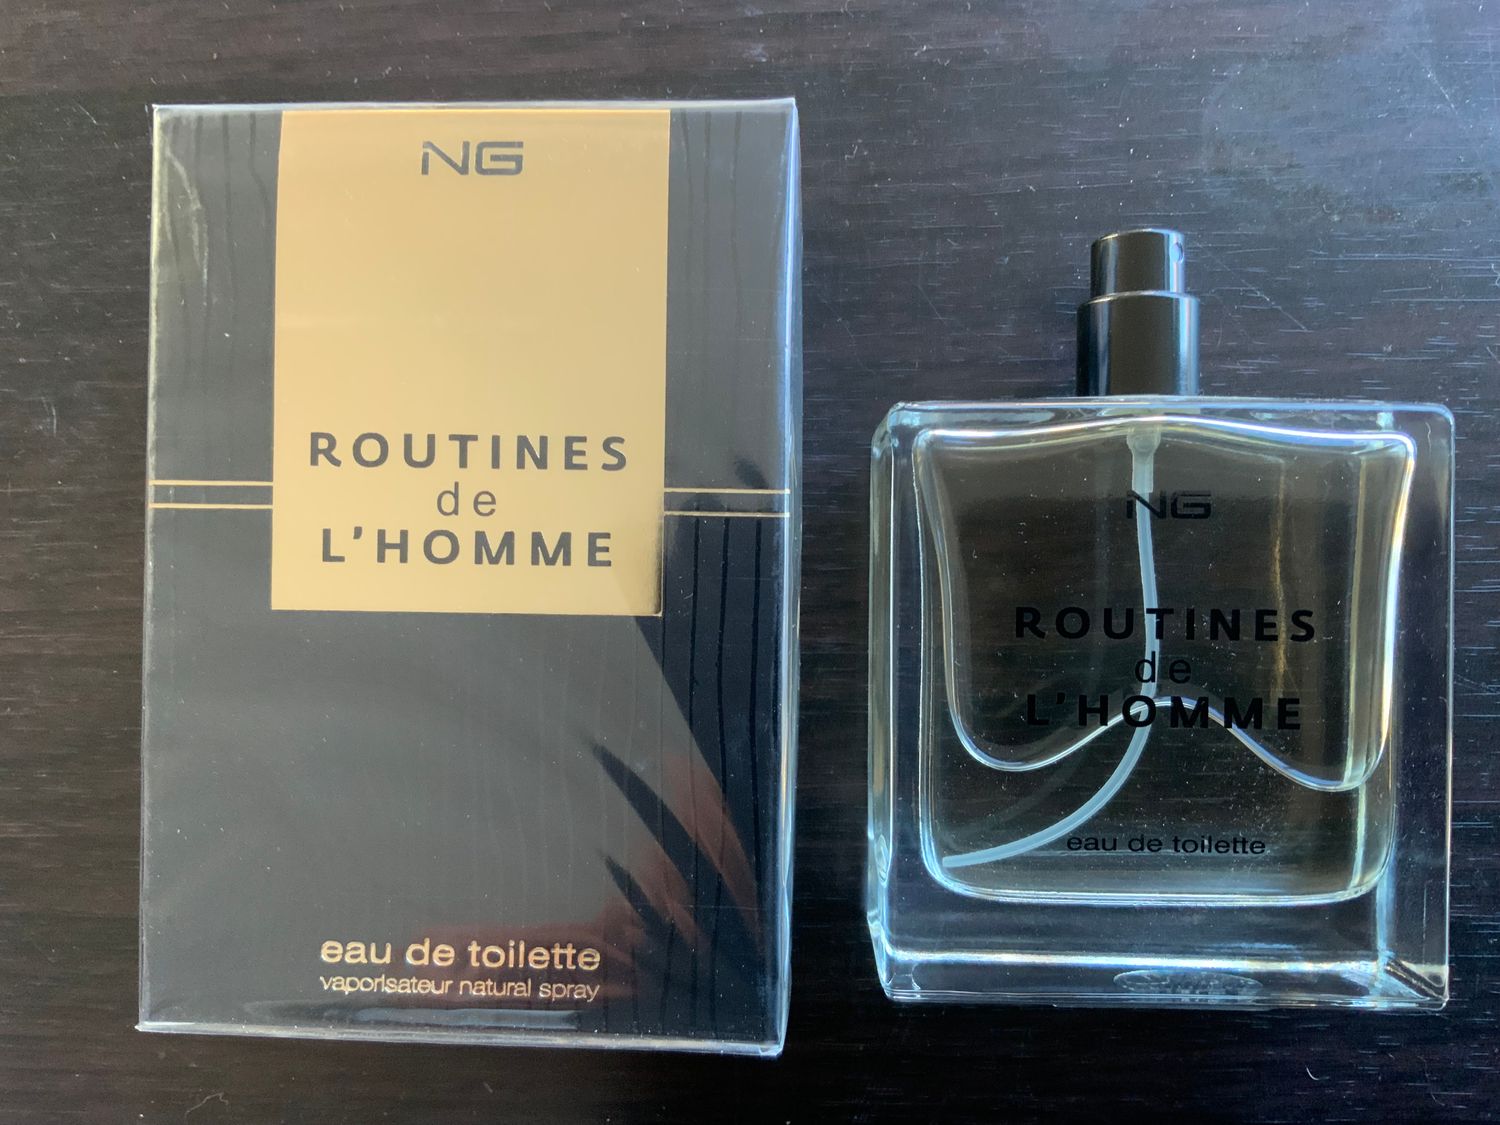 NG
ROUTINES
de
L'HOMME
eau de toilette
vaporisateur natural spray
NG
ROUTINES
de
L'HOMME
eau de toilette